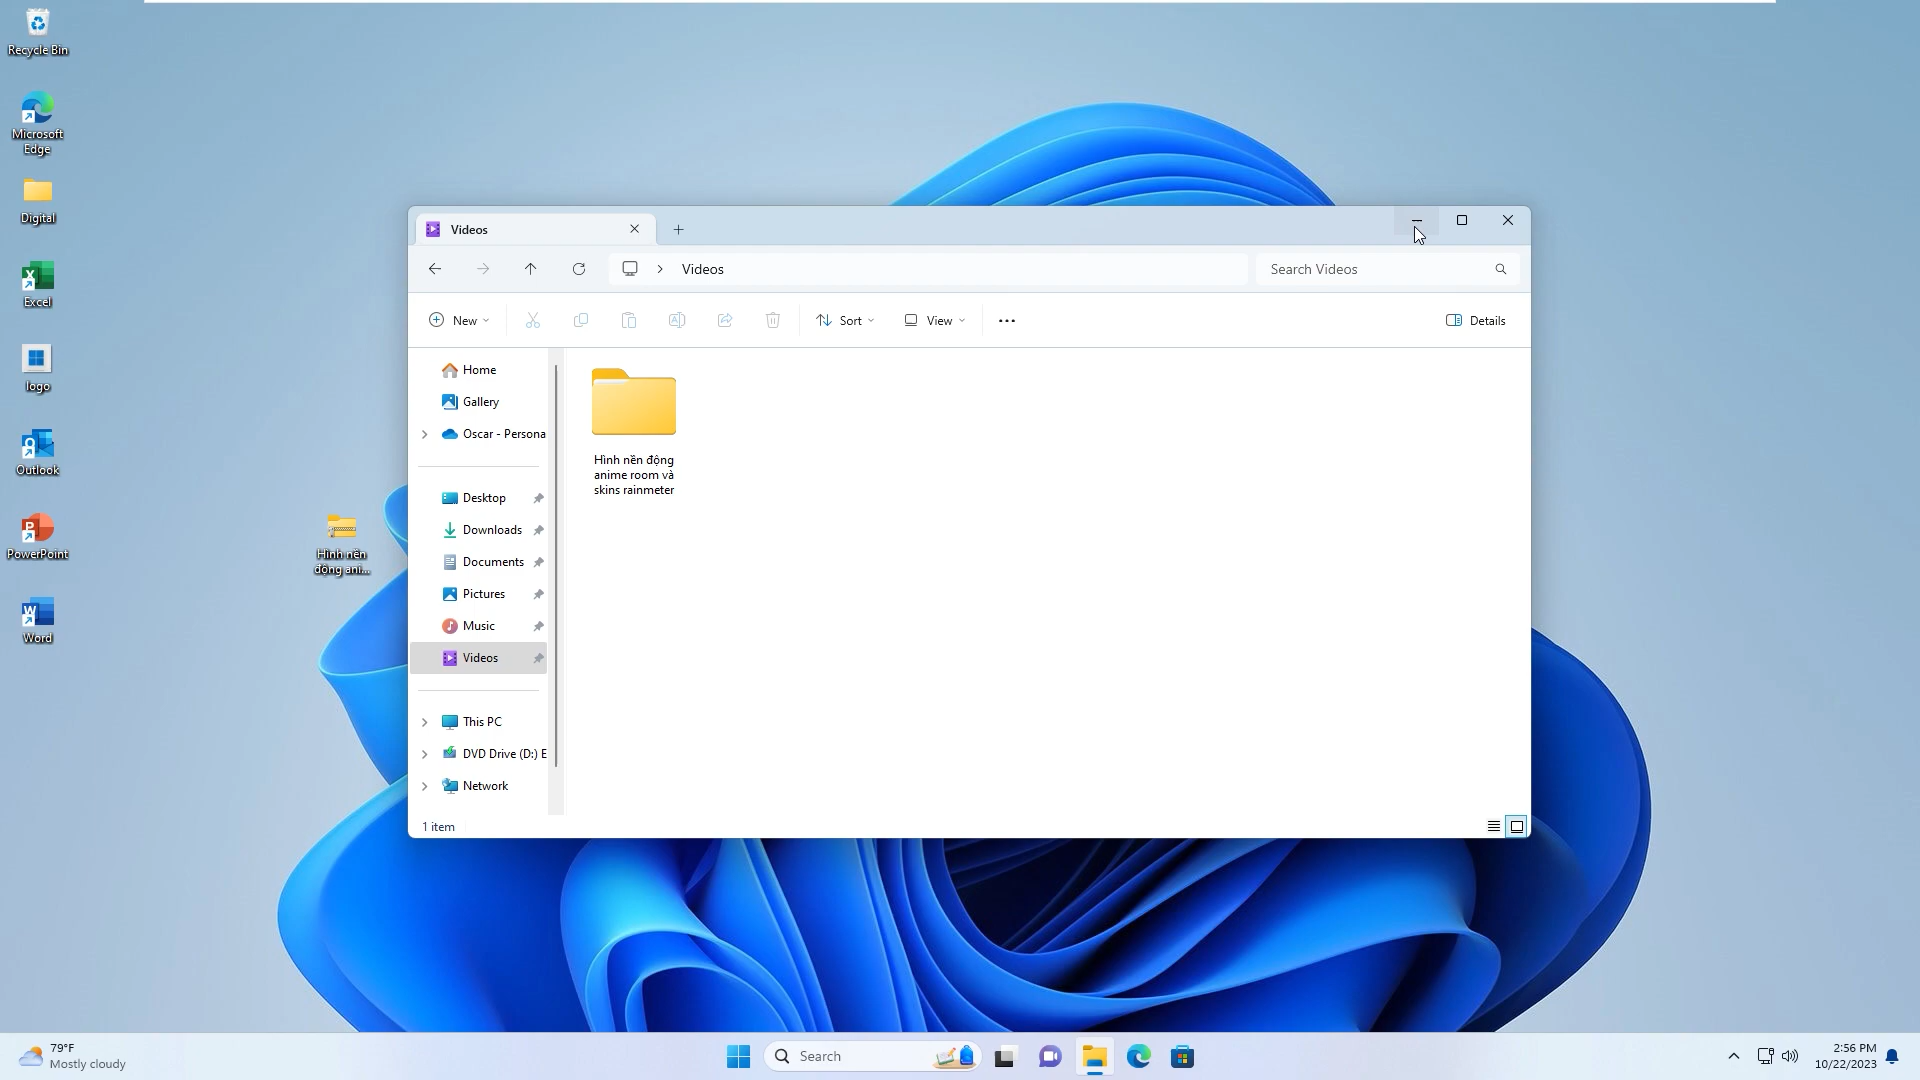 Recycle Bin
Microsoft
Edge
Digital
Excel
logo
Outlook
PowerPoint
Word
Hình nền
động ani...
Videos
Videos
Search Videos
New
Sort
View
Details
Home
Gallery
Oscar - Persona
Desktop
Downloads
Documents
Pictures
Music
Videos
This PC
DVD Drive (D:) E
Network
Hình nền động
anime room và
skins rainmeter
1 item
79°F
Mostly cloudy
Search
2:56 PM
10/22/2023